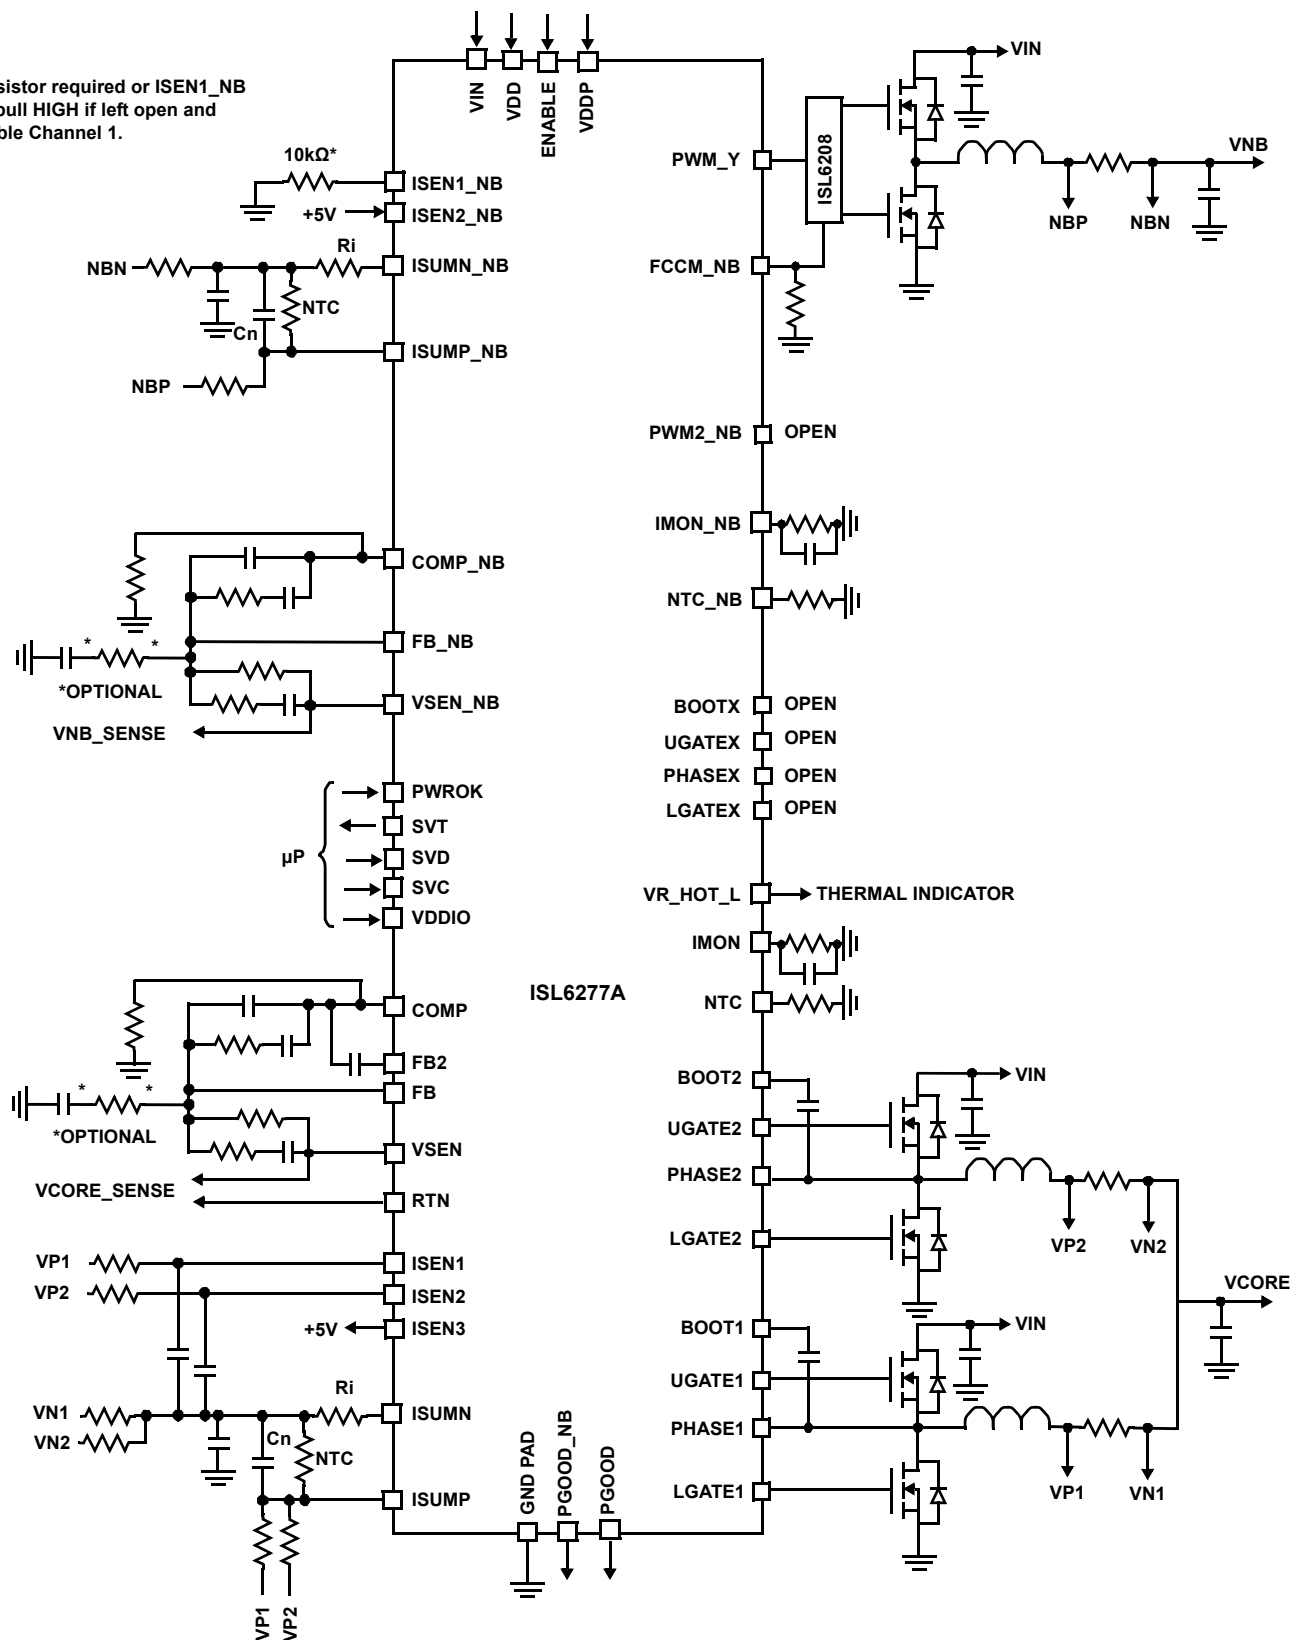 VIN
VDD
ENABLE
VDDP
sistor required or ISEN1_NB
pull HIGH if left open and
ble Channel 1.
10kΩ*
ISEN1_NB
+5V
ISEN2_NB
Ri
NBN
ISUMN_NB
NTC
Cn
ISUMP_NB
NBP
COMP_NB
FB_NB
* *
*OPTIONAL
VSEN_NB
VNB_SENSE
PWROK
SVT
µP
SVD
SVC
VDDIO
COMP
FB2
FB
* *
*OPTIONAL
VSEN
VCORE_SENSE
RTN
VP1
ISEN1
VP2
ISEN2
+5V
ISEN3
Ri
VN1
ISUMN
VN2
Cn
NTC
ISUMP
VP1
VP2
ISL6277A
GND PAD
PGOOD_NB
PGOOD
PWM_Y
ISL6208
VIN
VNB
NBP
NBN
FCCM_NB
PWM2_NB
OPEN
IMON_NB
NTC_NB
BOOTX
OPEN
UGATEX
OPEN
PHASEX
OPEN
LGATEX
OPEN
VR_HOT_L
THERMAL INDICATOR
IMON
NTC
BOOT2
VIN
UGATE2
PHASE2
LGATE2
VP2
VN2
VCORE
BOOT1
VIN
UGATE1
PHASE1
LGATE1
VP1
VN1